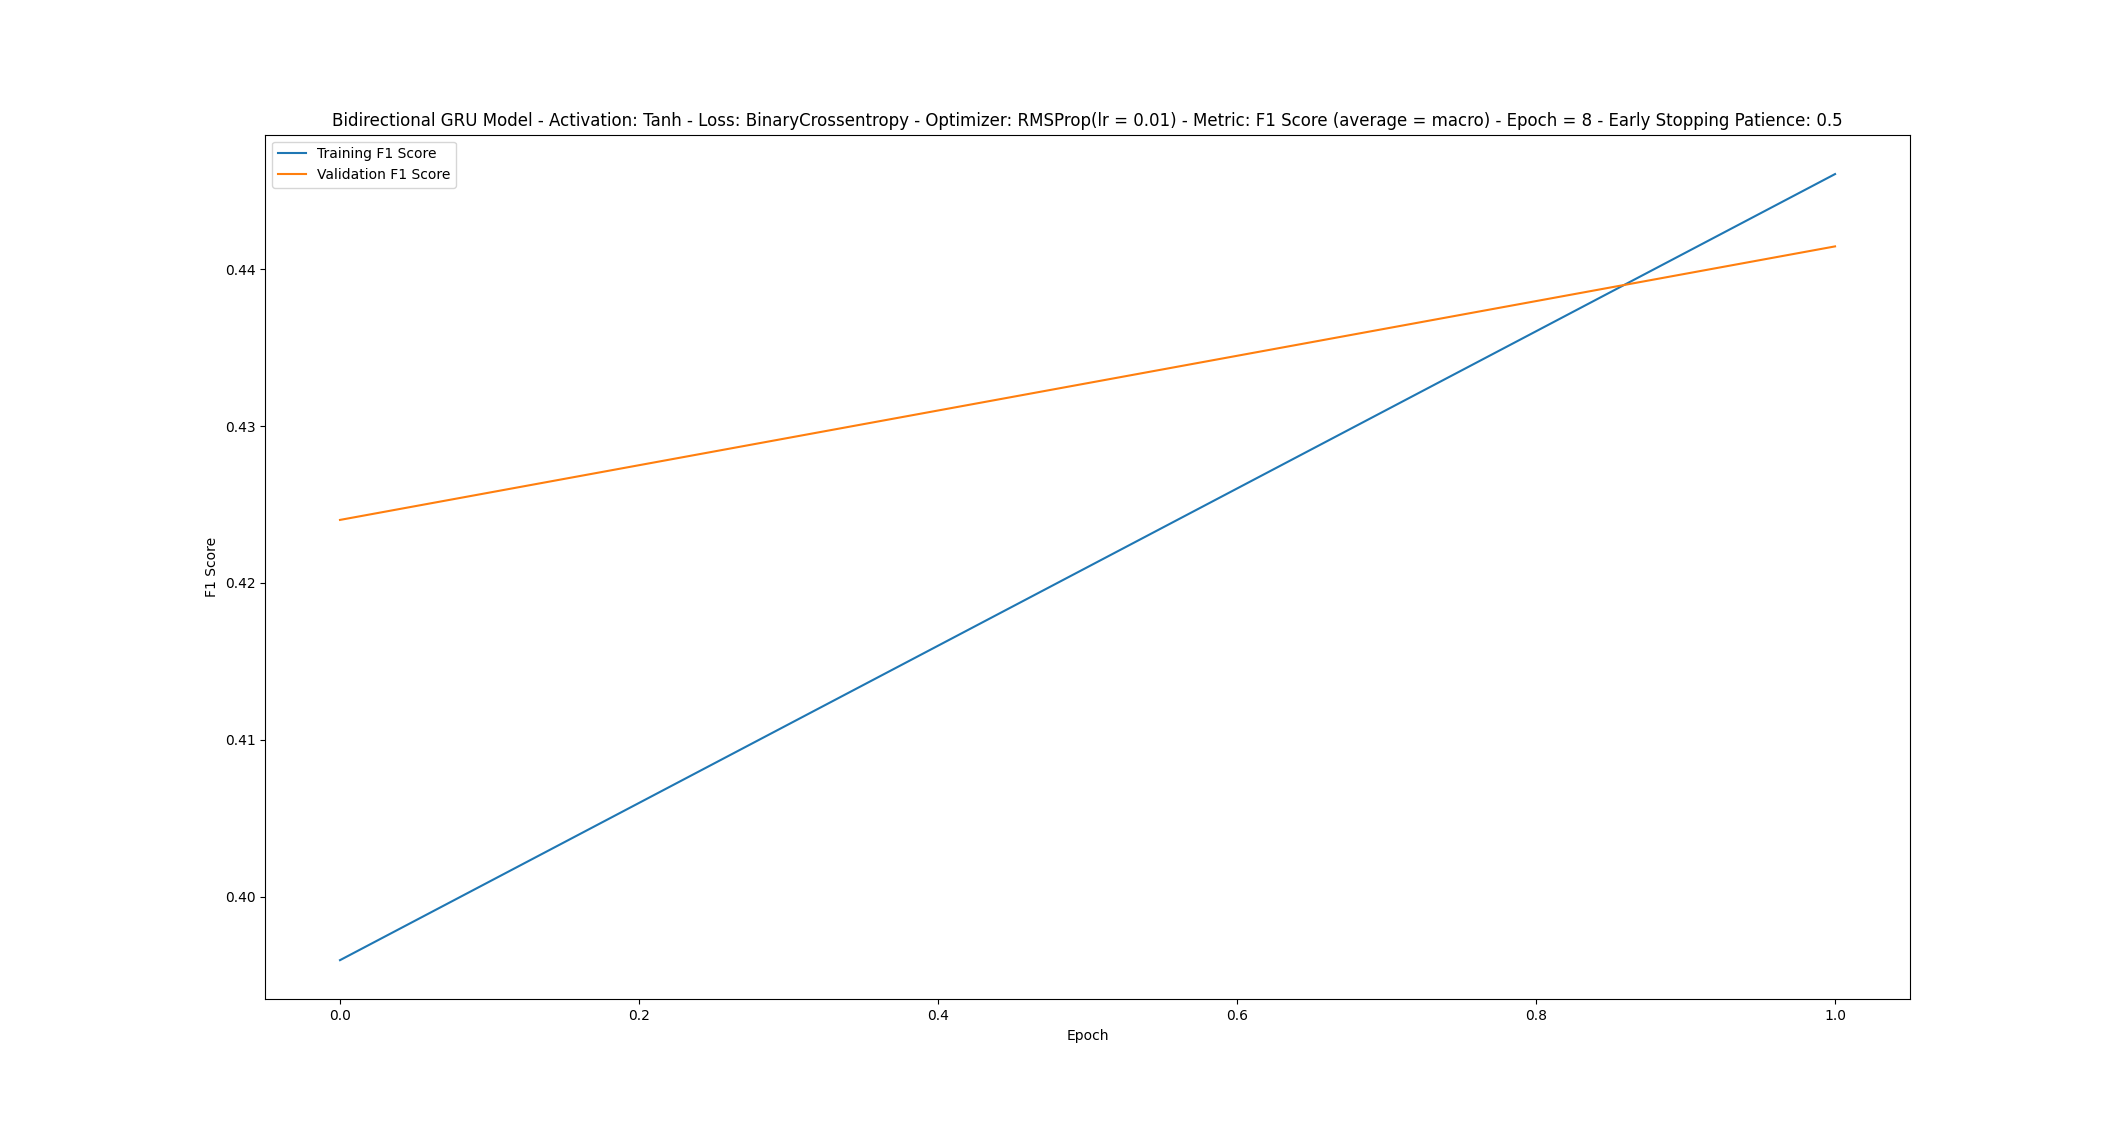 Bidirectional GRU Model - Activation: Tanh - Loss: BinaryCrossentropy - Optimizer: RMSProp(lr = 0.01) - Metric: F1 Score (average = macro) - Epoch = 8 - Early Stopping Patience: 0.5
Training F1 Score
Validation F1 Score
0.44
0.43
0.42
0.41
0.40
F1 Score
0.0 0.2 0.4 0.6 0.8 1.0
Epoch